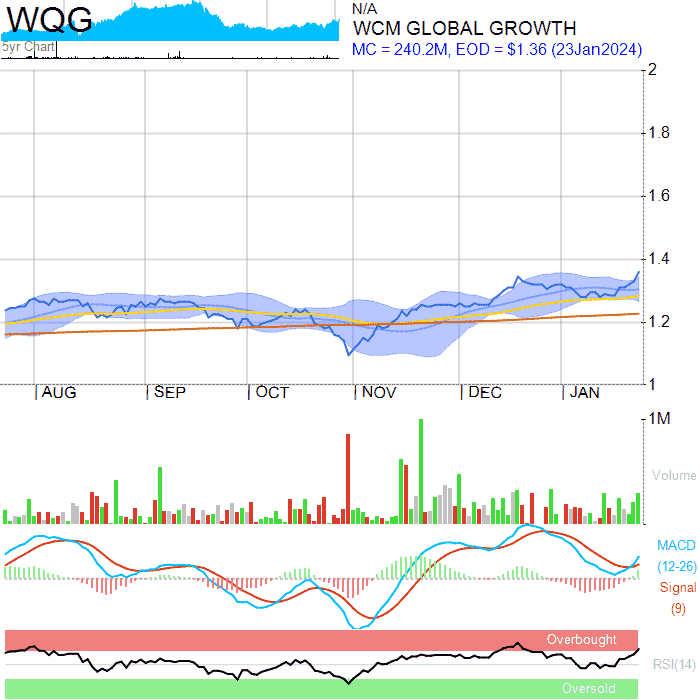 WQG
5yr Chart
N/A
WCM GLOBAL GROWTH
MC = 240.2M, EOD = $1.36 (23Jan2024)
2
1.8
1.6
1.4
1.2
1
AUG SEP OCT NOV DEC JAN
1M
Volume
MACD
(12-26)
Signal
(9)
Overbought
RSI(14)
Oversold